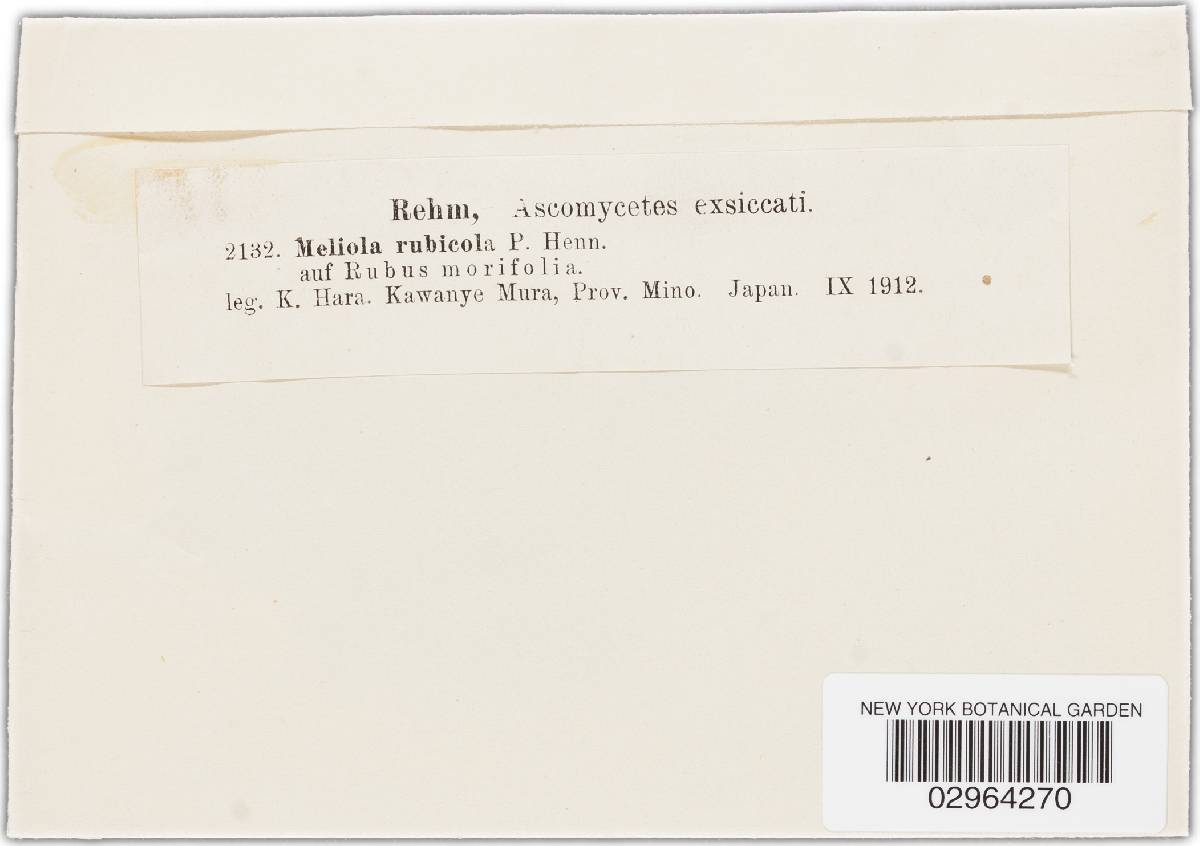 Rehm, Ascomycetes exsiccati.
2132. Meliola rubicola P. Henn.
auf Rubus morifolia.
leg. K. Hara. Kawanye Mura, Prov. Mino. Japan. IX 1912.
NEW YORK BOTANICAL GARDEN
02964270